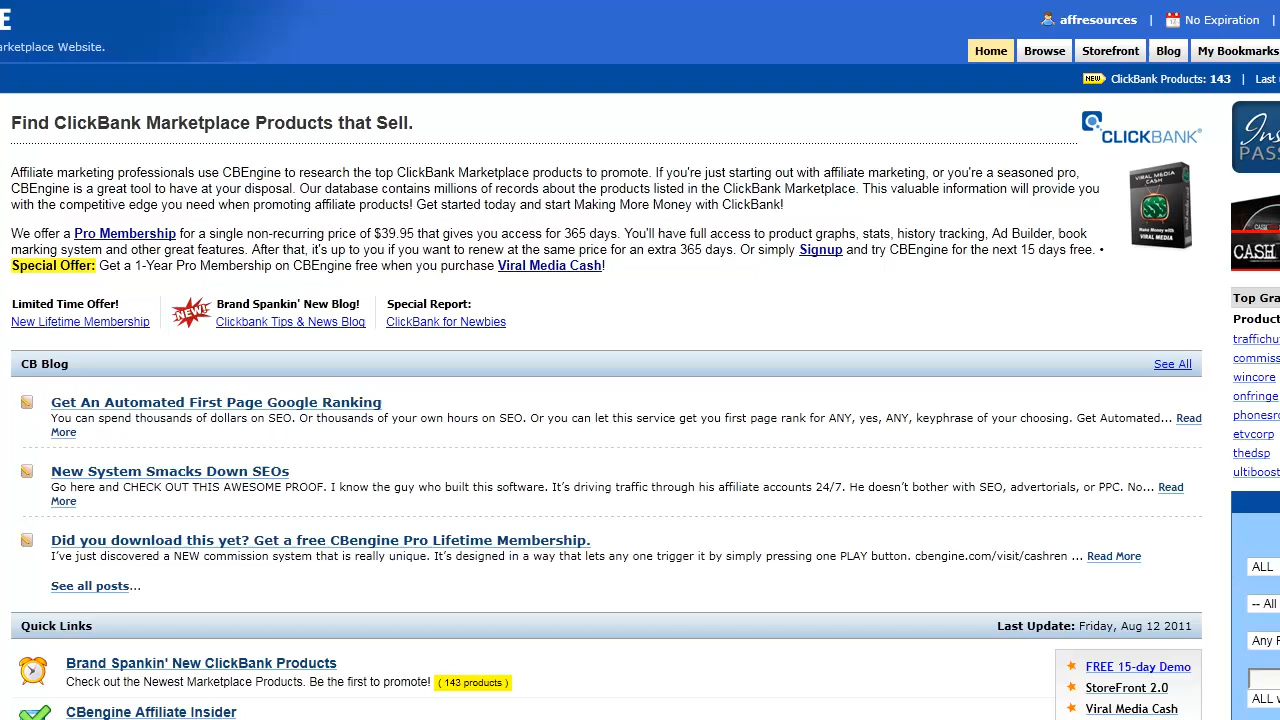 E
affresources | No Expiration |
arketplace Website.
Home Browse Storefront Blog My Bookmarks
NEW ClickBank Products: 143 | Last
Find ClickBank Marketplace Products that Sell.
CLICKBANK®
Affiliate marketing professionals use CBEngine to research the top ClickBank Marketplace products to promote. If you're just starting out with affiliate marketing, or you're a seasoned pro,
CBEngine is a great tool to have at your disposal. Our database contains millions of records about the products listed in the ClickBank Marketplace. This valuable information will provide you
with the competitive edge you need when promoting affiliate products! Get started today and start Making More Money with ClickBank!
VIRAL MEDIA CASH
Make Money with
VIRAL MEDIA
PASS
CASH
We offer a Pro Membership for a single non-recurring price of $39.95 that gives you access for 365 days. You'll have full access to product graphs, stats, history tracking, Ad Builder, book
marking system and other great features. After that, it's up to you if you want to renew at the same price for an extra 365 days. Or simply Signup and try CBEngine for the next 15 days free. •
Special Offer: Get a 1-Year Pro Membership on CBEngine free when you purchase Viral Media Cash!
Limited Time Offer!
New Lifetime Membership
NEW!
Brand Spankin' New Blog!
Clickbank Tips & News Blog
Special Report:
ClickBank for Newbies
CB Blog See All
Get An Automated First Page Google Ranking
You can spend thousands of dollars on SEO. Or thousands of your own hours on SEO. Or you can let this service get you first page rank for ANY, yes, ANY, keyphrase of your choosing. Get Automated... Read
More
New System Smacks Down SEOs
Go here and CHECK OUT THIS AWESOME PROOF. I know the guy who built this software. It's driving traffic through his affiliate accounts 24/7. He doesn't bother with SEO, advertorials, or PPC. No... Read
More
Did you download this yet? Get a free CBengine Pro Lifetime Membership.
I've just discovered a NEW commission system that is really unique. It's designed in a way that lets any one trigger it by simply pressing one PLAY button. cbengine.com/visit/cashren ... Read More
See all posts...
Quick Links Last Update: Friday, Aug 12 2011
Brand Spankin' New ClickBank Products
Check out the Newest Marketplace Products. Be the first to promote! ( 143 products )
CBengine Affiliate Insider
FREE 15-day Demo
StoreFront 2.0
Viral Media Cash
Top Gra
Product
traffichu
commiss
wincore
onfringe
phonesro
etvcorp
thedsp
ultiboost
ALL
-- All
Any P
ALL w